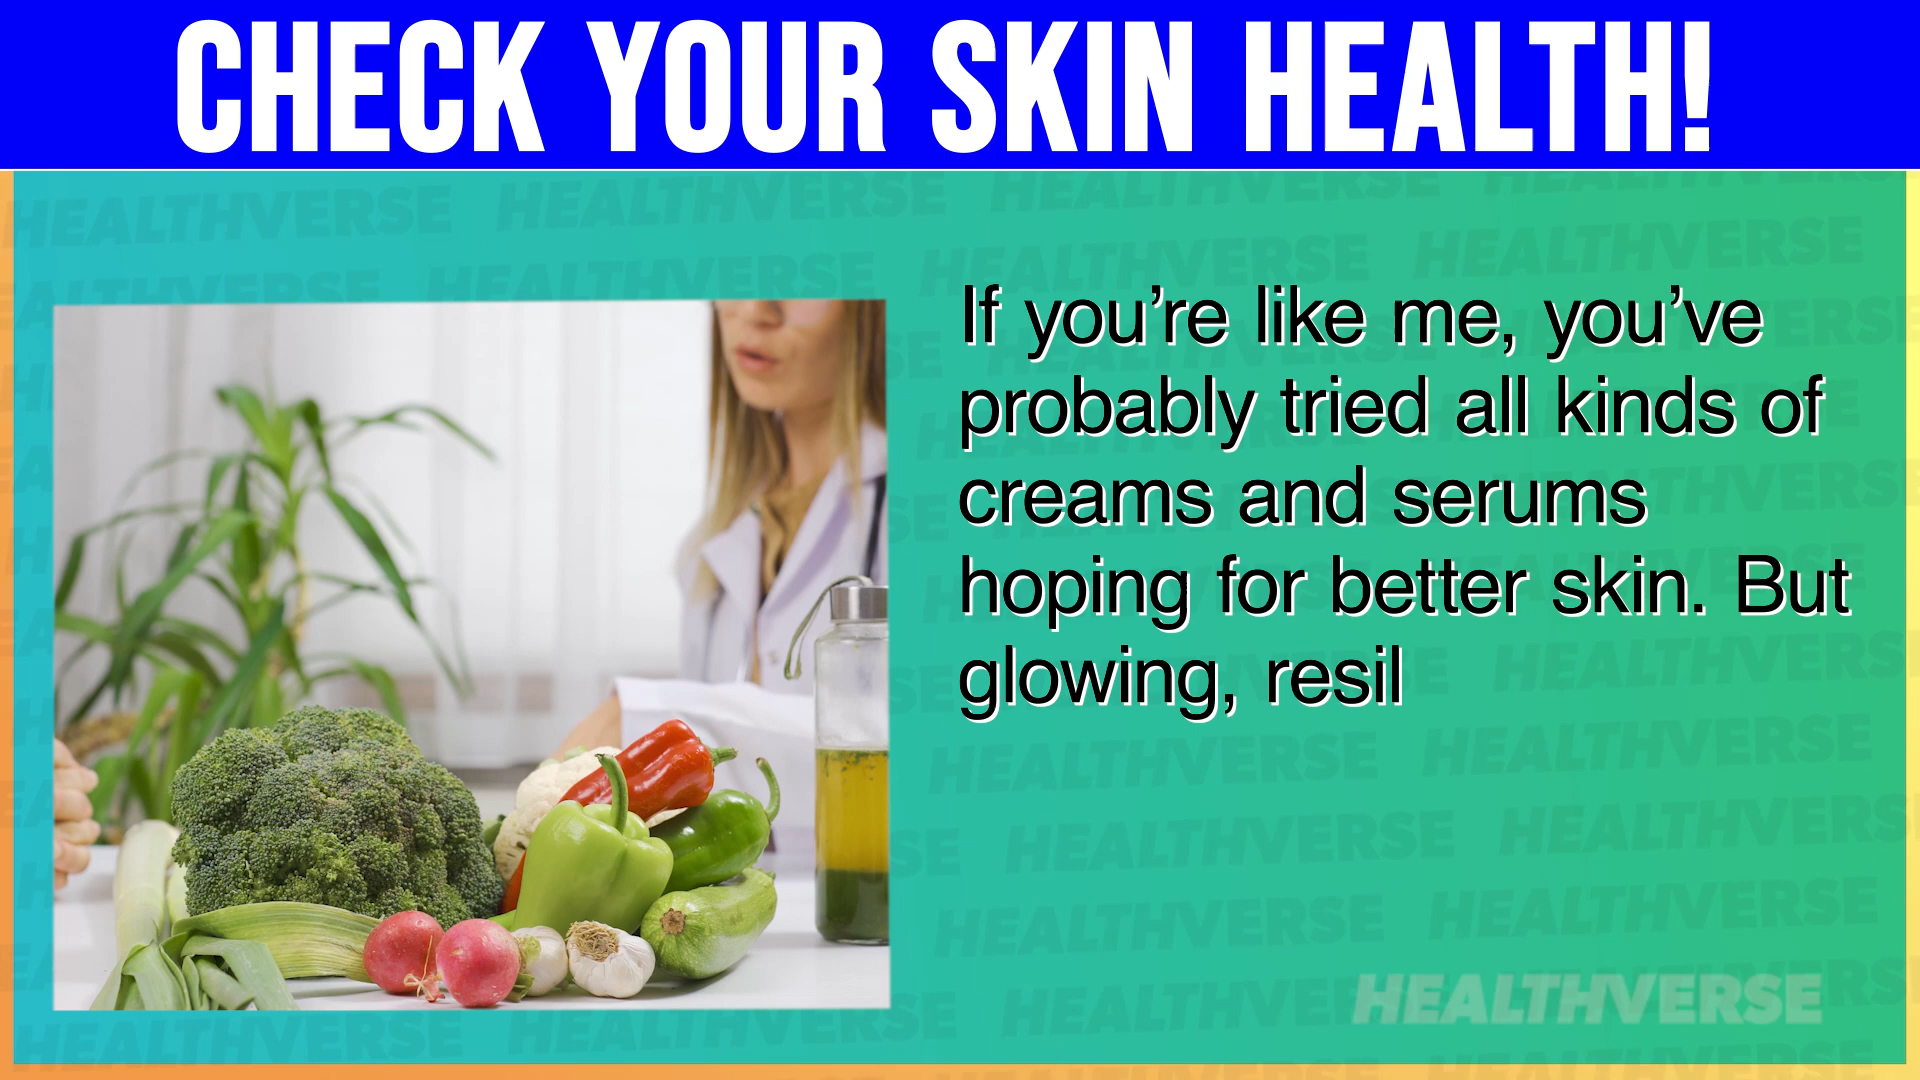 CHECK YOUR SKIN HEALTH!
If you’re like me, you’ve
probably tried all kinds of
creams and serums
hoping for better skin. But
glowing, resil
HEALTHVERSE